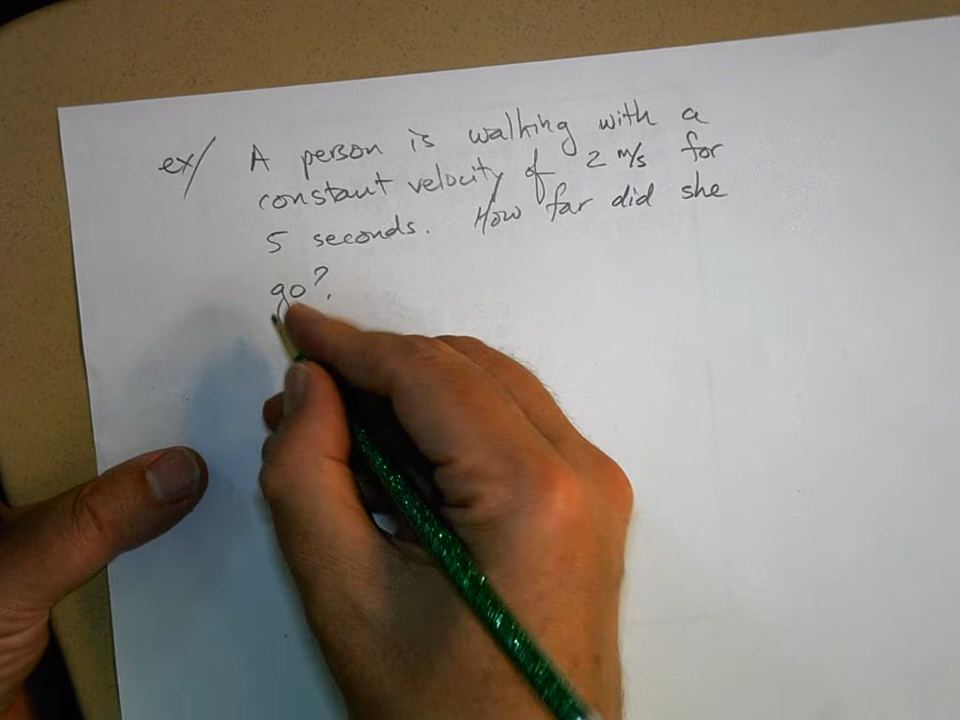 ex/ A person is walking with a
constant velocity of 2 m/s for
5 seconds. How far did she
go?